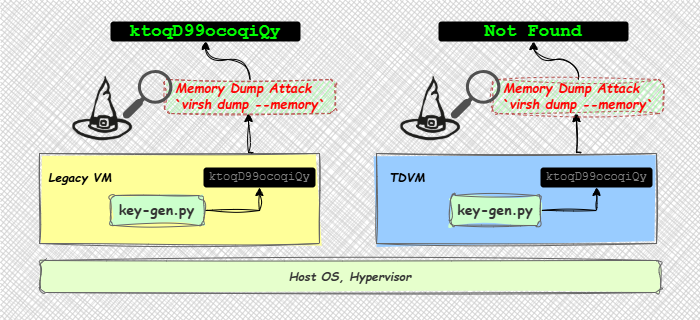 ktoqD99ocoqiQy
Not Found
Memory Dump Attack
`virsh dump --memory`
Memory Dump Attack
`virsh dump --memory`
Legacy VM
ktoqD99ocoqiQy
key-gen.py
TDVM
ktoqD99ocoqiQy
key-gen.py
Host OS, Hypervisor